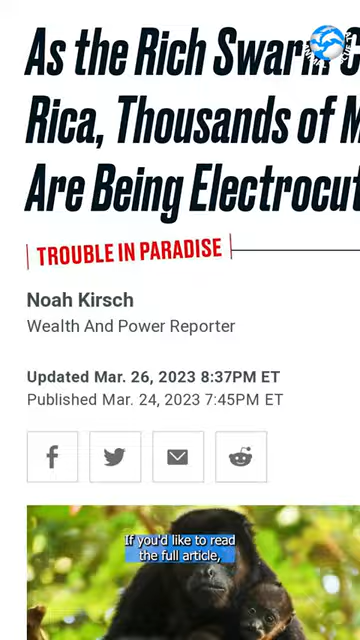 As the Rich Swarm C
Rica, Thousands of M
Are Being Electrocut
TROUBLE IN PARADISE
Noah Kirsch
Wealth And Power Reporter
Updated Mar. 26, 2023 8:37PM ET
Published Mar. 24, 2023 7:45PM ET
If you'd like to read
the full article,